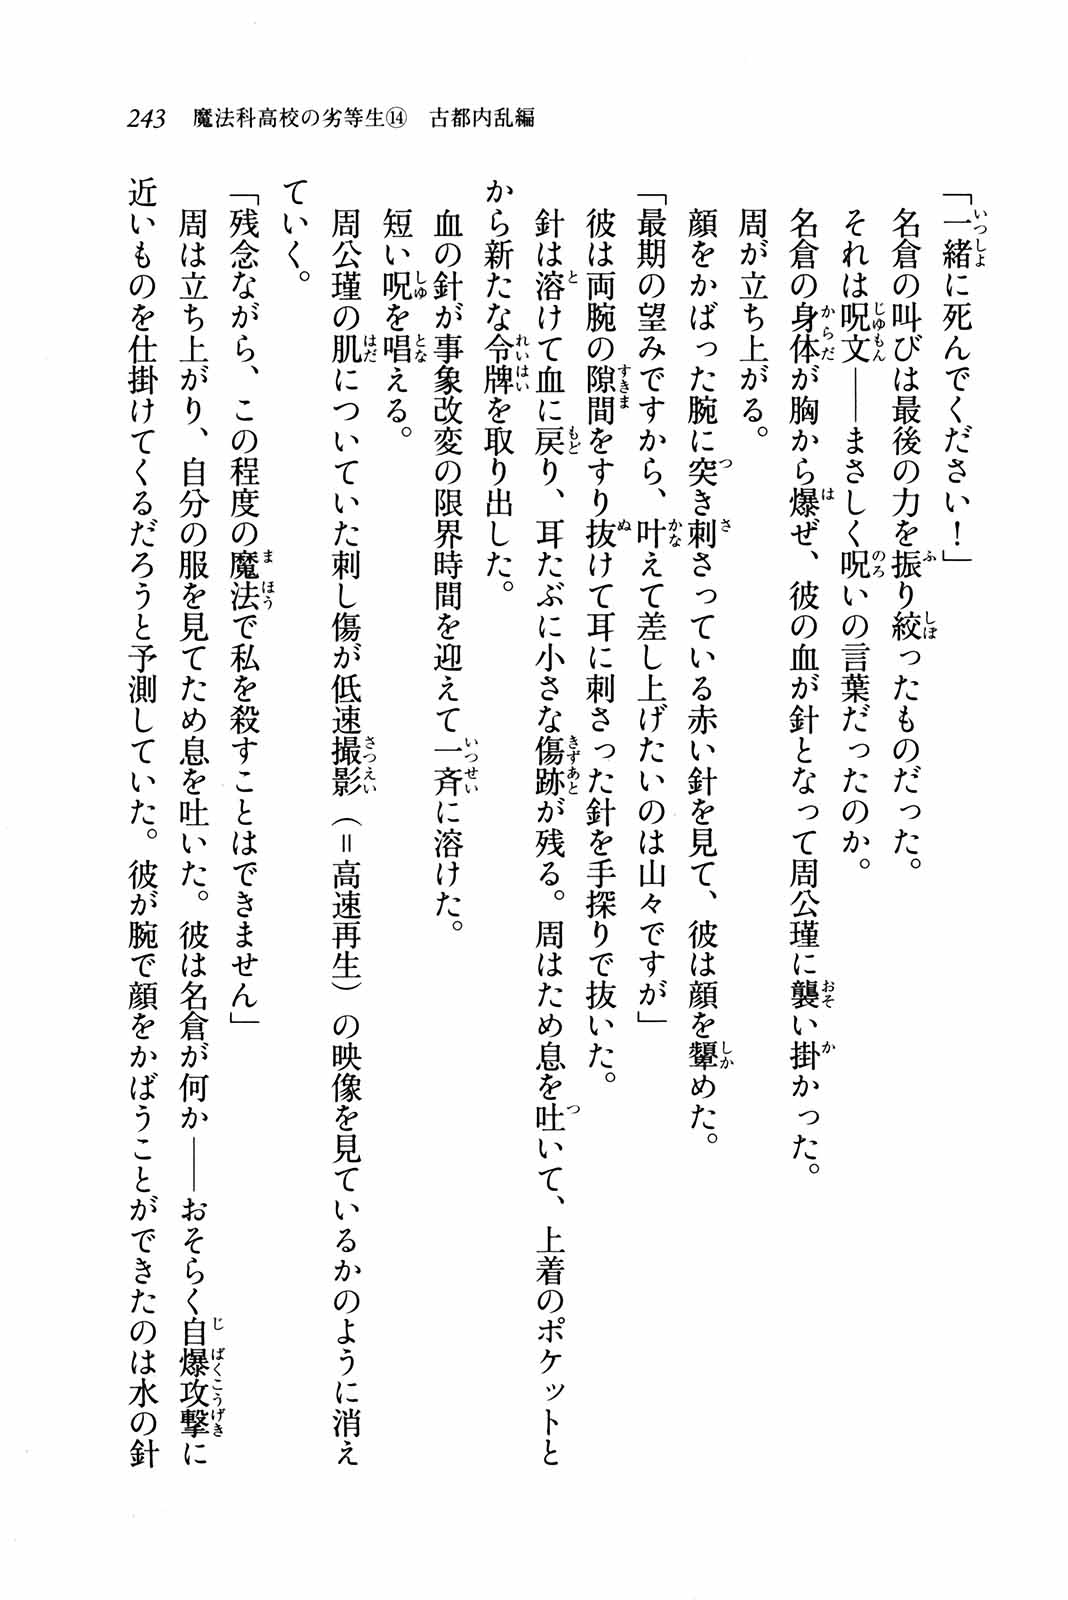 243　魔法科高校の劣等生⑭　古都内乱編
「一緒に死んでください！」
名倉の叫びは最後の力を振り絞ったものだった。
それは呪文――まさしく呪いの言葉だったのか。
名倉の身体が胸から爆ぜ、彼の血が針となって周公瑾に襲い掛かった。
周が立ち上がる。
顔をかばった腕に突き刺さっている赤い針を見て、彼は顔を顰めた。
「最期の望みですから、叶えて差し上げたいのは山々ですが」
彼は両腕の隙間をすり抜けて耳に刺さった針を手探りで抜いた。
針は溶けて血に戻り、耳たぶに小さな傷跡が残る。周はため息を吐いて、上着のポケットと
から新たな令牌を取り出した。
血の針が事象改変の限界時間を迎えて一斉に溶けた。
短い呪を唱える。
周公瑾の肌についていた刺し傷が低速撮影（＝高速再生）の映像を見ているかのように消え
ていく。
「残念ながら、この程度の魔法で私を殺すことはできません」
周は立ち上がり、自分の服を見てため息を吐いた。彼は名倉が何か――おそらく自爆攻撃に
近いものを仕掛けてくるだろうと予測していた。彼が腕で顔をかばうことができたのは水の針